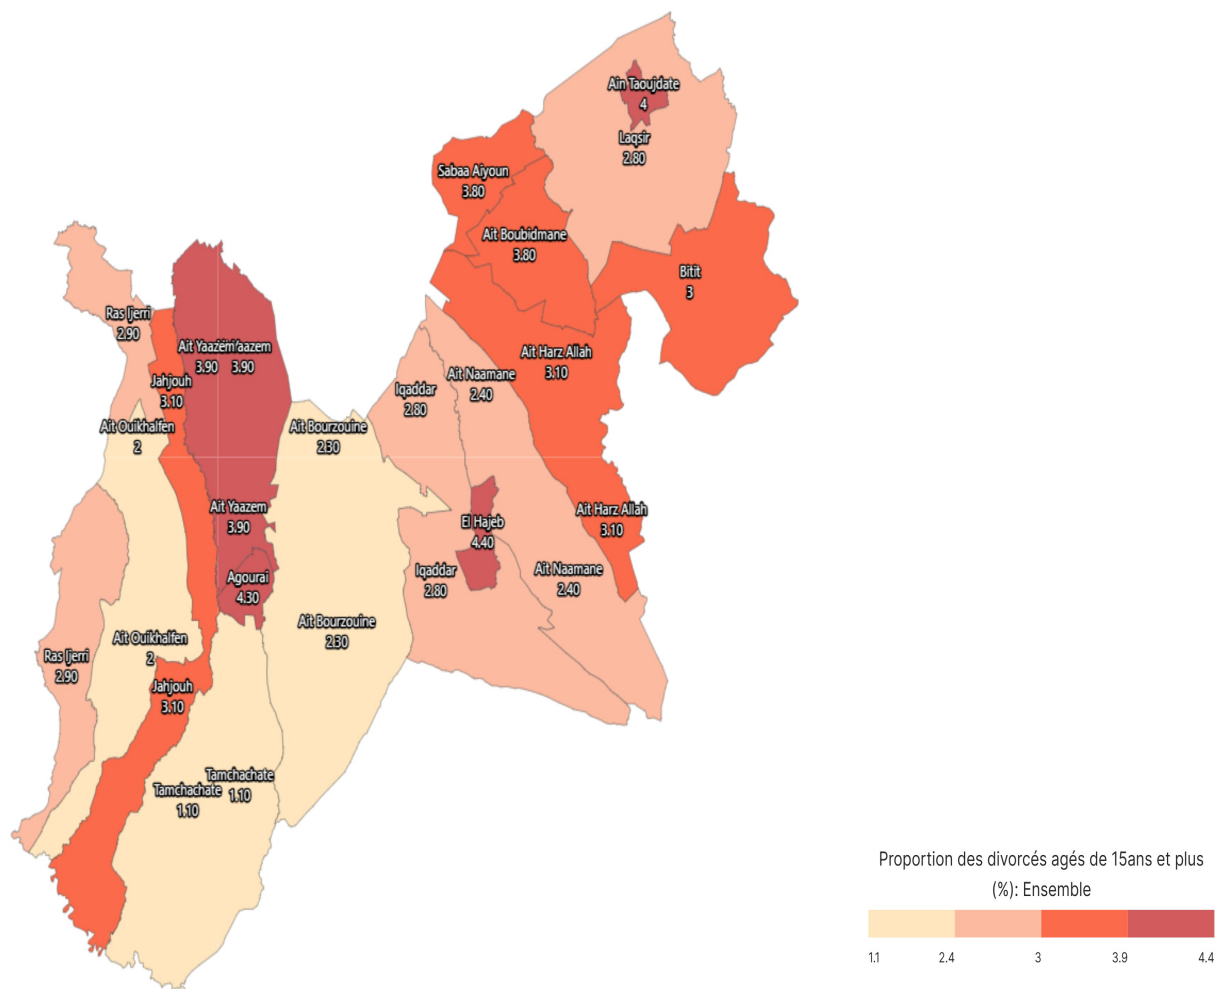 Ain Taoujdate
4
Laqsir
2.80
Sabaa Aiyoun
3.80
Ait Boubidmane
3.80
Bitit
3
Ras Ijerri
2.90
Ait Yaazem
3.90
Yaazem
3.90
Ait Harz Allah
3.10
Jahjouh
3.10
Ait Naamane
2.40
Iqaddar
2.80
Ait Ouikhalfen
2
Ait Bourzouine
2.30
Ait Yaazem
3.90
El Hajeb
4.40
Ait Harz Allah
3.10
Agourai
4.30
Iqaddar
2.80
Ait Naamane
2.40
Ait Bourzouine
2.30
Ait Ouikhalfen
2
Ras Ijerri
2.90
Jahjouh
3.10
Tamchachate
1.10
Tamchachate
1.10
Proportion des divorcés agés de 15ans et plus
(%): Ensemble
1.1 2.4 3 3.9 4.4